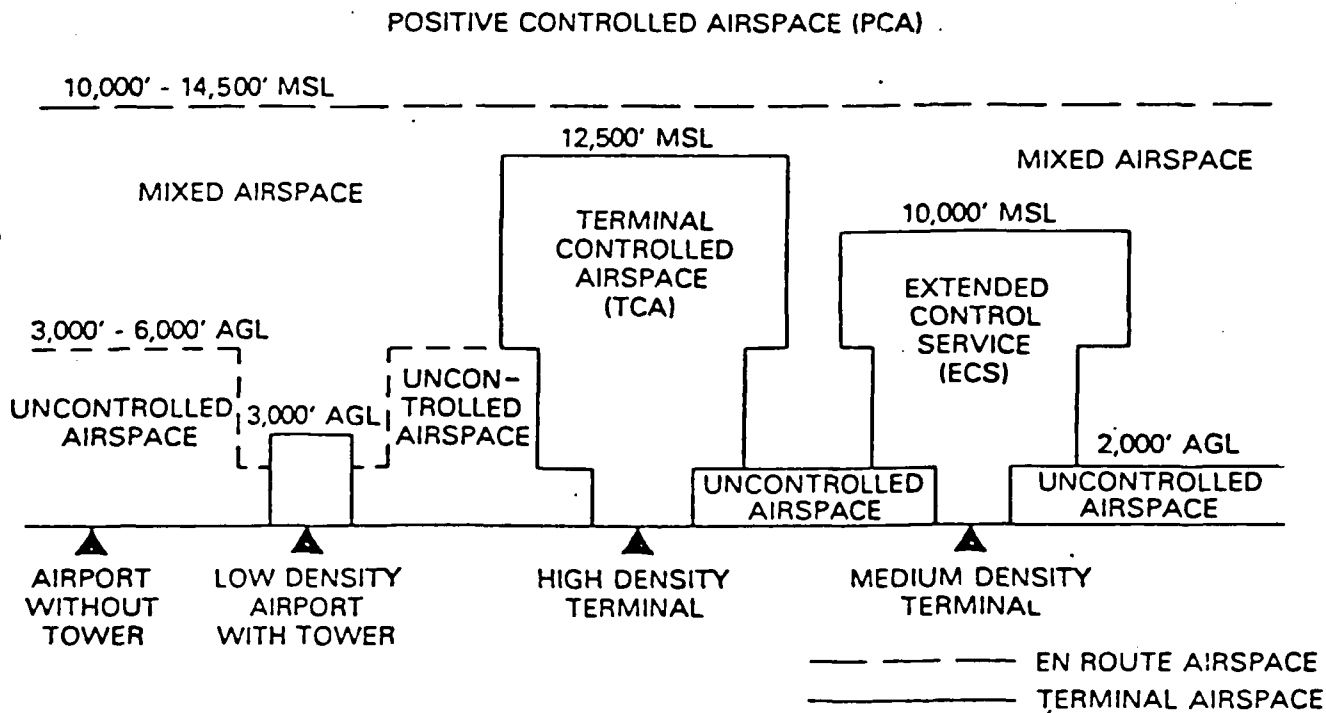 POSITIVE CONTROLLED AIRSPACE (PCA)
10,000' - 14,500' MSL
12,500' MSL
MIXED AIRSPACE
MIXED AIRSPACE
10,000' MSL
TERMINAL
CONTROLLED
AIRSPACE
(TCA)
EXTENDED
CONTROL
SERVICE
(ECS)
3,000' - 6,000' AGL
UNCONTROLLED
AIRSPACE
3,000' AGL
UNCON-
TROLLED
AIRSPACE
2,000' AGL
UNCONTROLLED
AIRSPACE
UNCONTROLLED
AIRSPACE
AIRPORT
WITHOUT
TOWER
LOW DENSITY
AIRPORT
WITH TOWER
HIGH DENSITY
TERMINAL
MEDIUM DENSITY
TERMINAL
EN ROUTE AIRSPACE
TERMINAL AIRSPACE